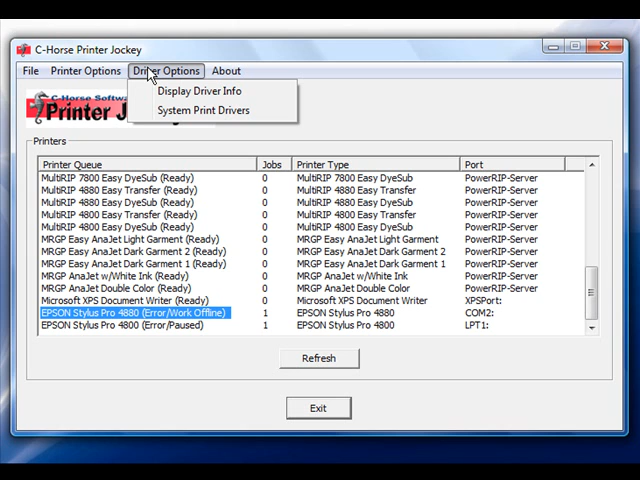 C-Horse Printer Jockey
File Printer Options Driver Options About
Display Driver Info
System Print Drivers
C-Horse Softw
Printer J
Printers
Printer Queue Jobs Printer Type Port
MultiRIP 7800 Easy DyeSub (Ready) 0 MultiRIP 7800 Easy DyeSub PowerRIP-Server
MultiRIP 4880 Easy Transfer (Ready) 0 MultiRIP 4880 Easy Transfer PowerRIP-Server
MultiRIP 4880 Easy DyeSub (Ready) 0 MultiRIP 4880 Easy DyeSub PowerRIP-Server
MultiRIP 4800 Easy Transfer (Ready) 0 MultiRIP 4800 Easy Transfer PowerRIP-Server
MultiRIP 4800 Easy DyeSub (Ready) 0 MultiRIP 4800 Easy DyeSub PowerRIP-Server
MRGP Easy AnaJet Light Garment (Ready) 0 MRGP Easy AnaJet Light Garment PowerRIP-Server
MRGP Easy AnaJet Dark Garment 2 (Ready) 0 MRGP Easy AnaJet Dark Garment 2 PowerRIP-Server
MRGP Easy AnaJet Dark Garment 1 (Ready) 0 MRGP Easy AnaJet Dark Garment 1 PowerRIP-Server
MRGP AnaJet w/White Ink (Ready) 0 MRGP AnaJet w/White Ink PowerRIP-Server
MRGP AnaJet Double Color (Ready) 0 MRGP AnaJet Double Color PowerRIP-Server
Microsoft XPS Document Writer (Ready) 0 Microsoft XPS Document Writer XPSPort:
EPSON Stylus Pro 4880 (Error/Work Offline) 1 EPSON Stylus Pro 4880 COM2:
EPSON Stylus Pro 4800 (Error/Paused) 1 EPSON Stylus Pro 4800 LPT1:
Refresh
Exit